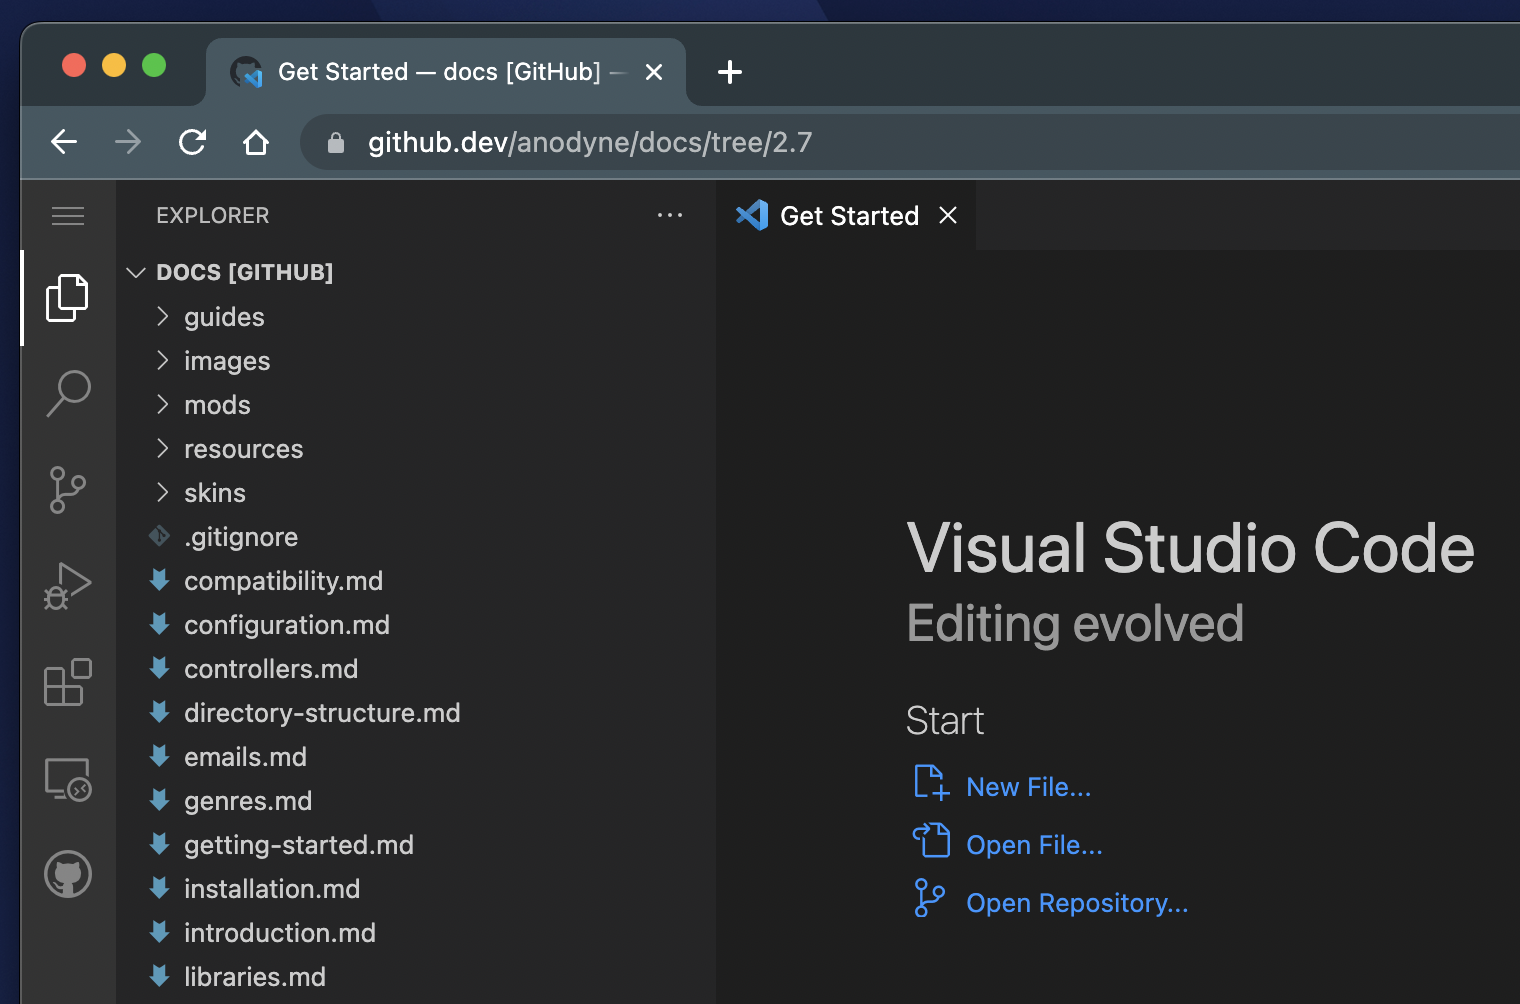 Get Started — docs [GitHub] —
github.dev/anodyne/docs/tree/2.7
EXPLORER
Get Started
DOCS [GITHUB]
guides
images
mods
resources
skins
.gitignore
compatibility.md
configuration.md
controllers.md
directory-structure.md
emails.md
genres.md
getting-started.md
installation.md
introduction.md
libraries.md
Visual Studio Code
Editing evolved
Start
New File...
Open File...
Open Repository...